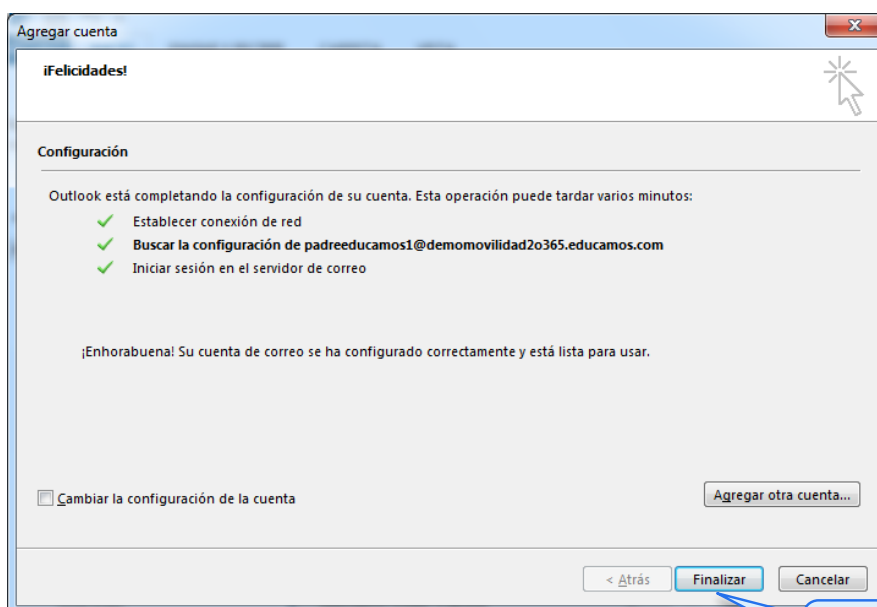 Agregar cuenta
¡Felicidades!
Configuración
Outlook está completando la configuración de su cuenta. Esta operación puede tardar varios minutos:
Establecer conexión de red
Buscar la configuración de padreeducamos1@demomovilidad2o365.educamos.com
Iniciar sesión en el servidor de correo
¡Enhorabuena! Su cuenta de correo se ha configurado correctamente y está lista para usar.
Cambiar la configuración de la cuenta
Agregar otra cuenta...
< Atrás Finalizar Cancelar